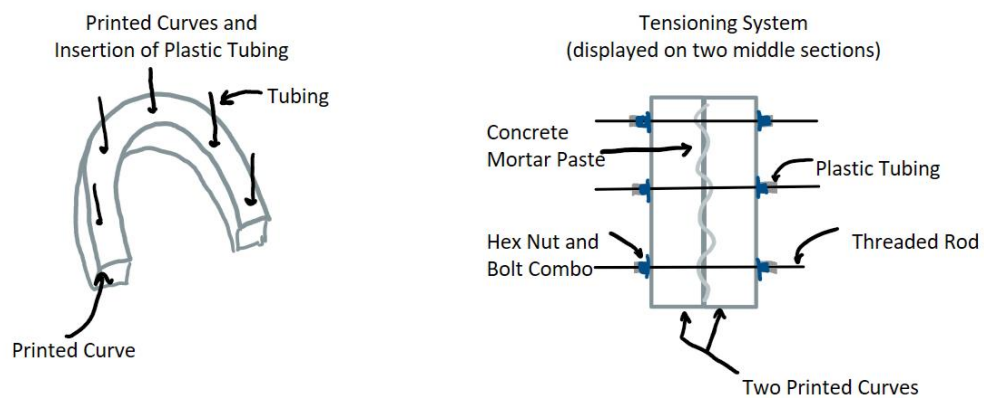 Printed Curves and
Insertion of Plastic Tubing
Tubing
Printed Curve
Tensioning System
(displayed on two middle sections)
Concrete
Mortar Paste
Plastic Tubing
Hex Nut and
Bolt Combo
Threaded Rod
Two Printed Curves